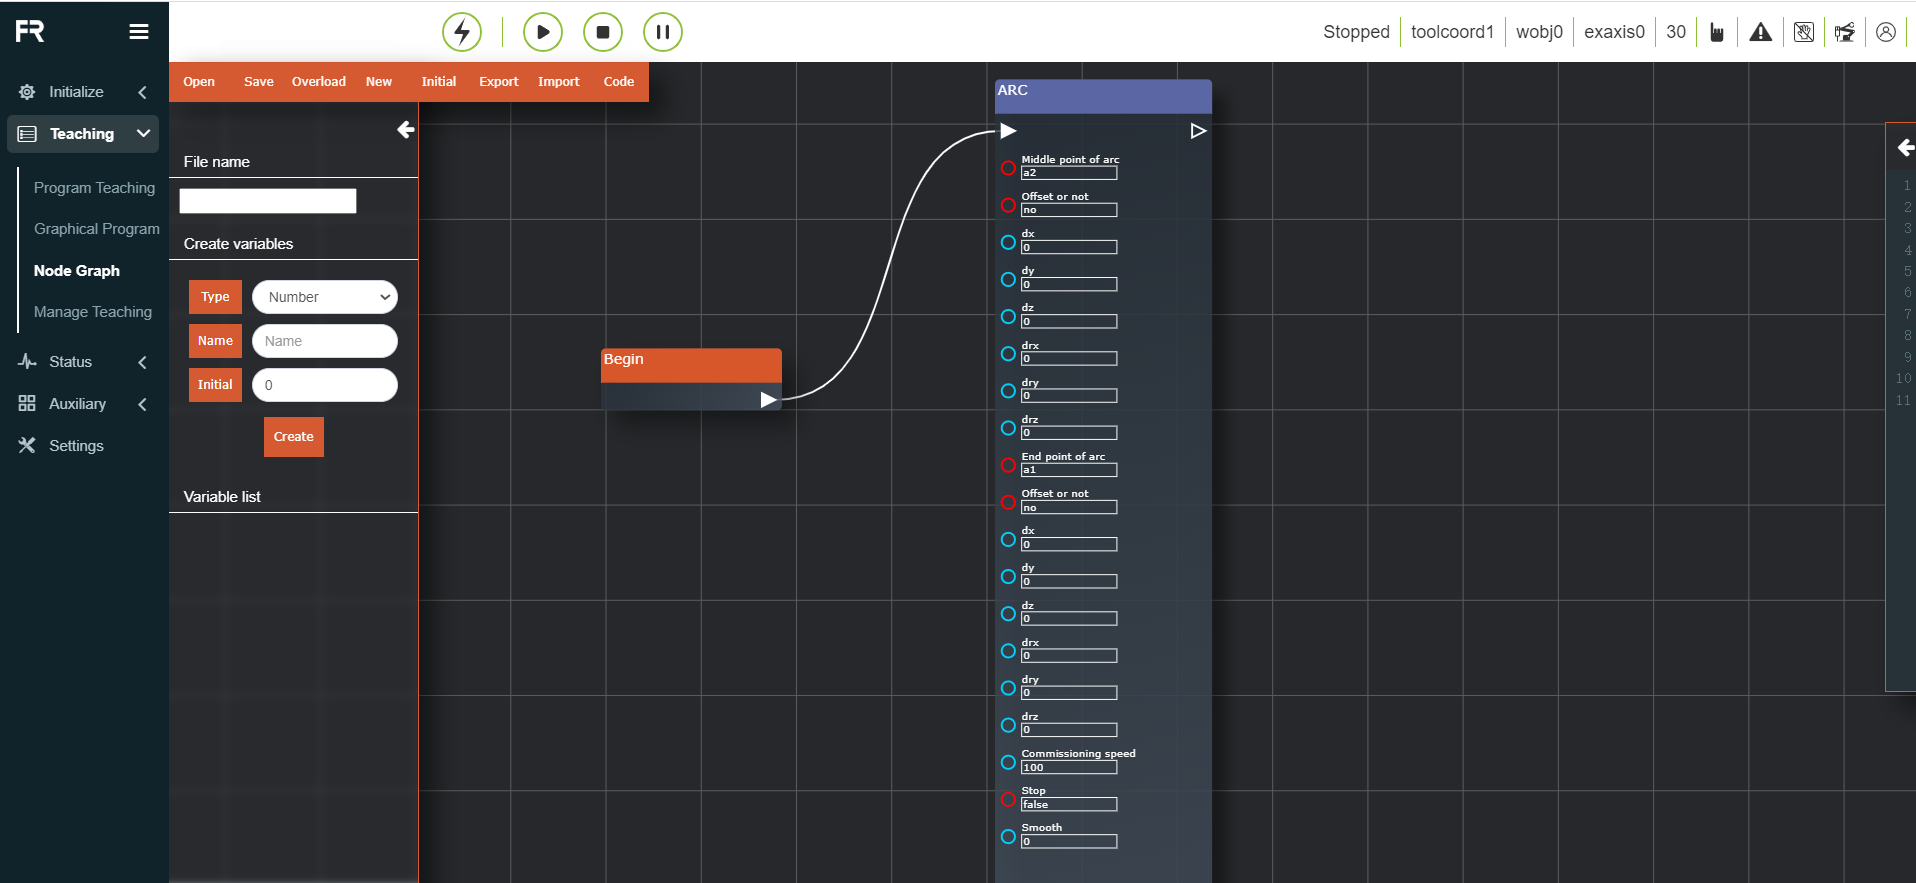 FR
Stopped
toolcoord1
wobj0
exaxis0
30
Open
Save
Overload
New
Initial
Export
Import
Code
Initialize
Teaching
Program Teaching
Graphical Program
Node Graph
Manage Teaching
Status
Auxiliary
Settings
File name
Create variables
Type
Number
Name
Name
Initial
0
Create
Variable list
Begin
ARC
Middle point of arc
a2
Offset or not
no
dx
0
dy
0
dz
0
drx
0
dry
0
drz
0
End point of arc
a1
Offset or not
no
dx
0
dy
0
dz
0
drx
0
dry
0
drz
0
Commissioning speed
100
Stop
false
Smooth
0
1
2
3
4
5
6
7
8
9
10
11